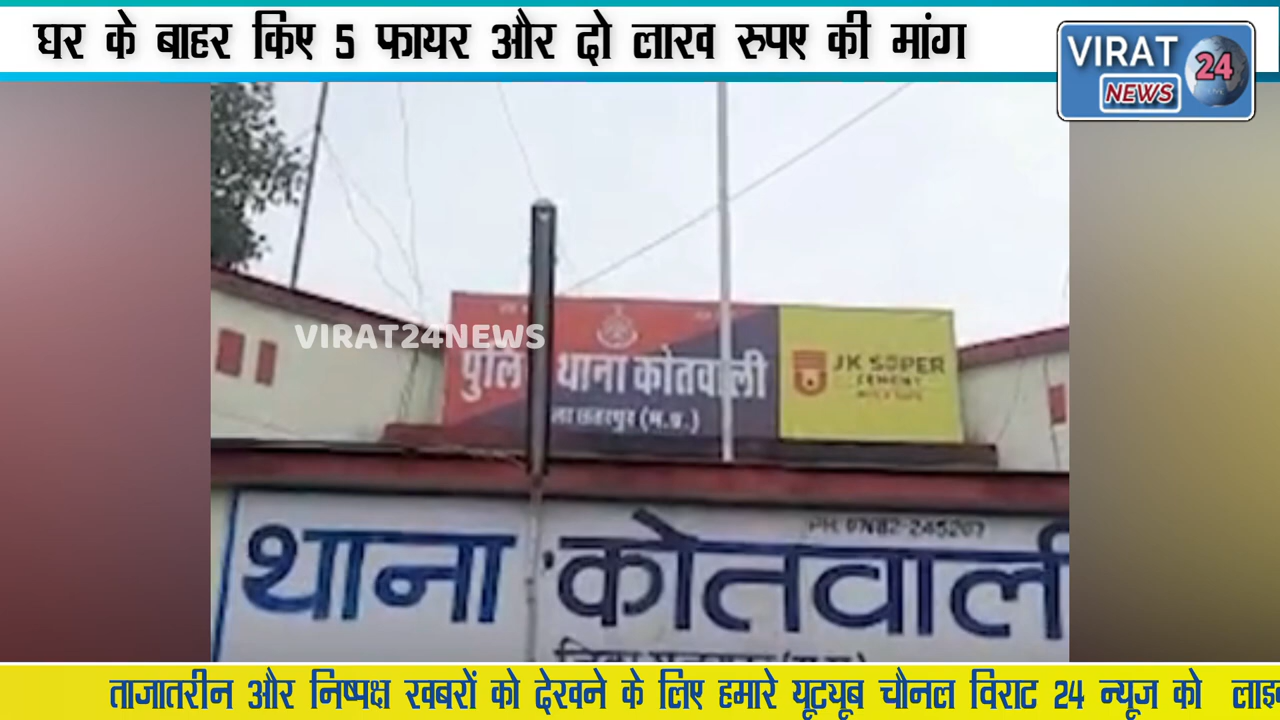 घर के बाहर किए 5 फायर और दो लाख रुपए की मांग
VIRAT
24
NEWS
VIRAT24NEWS
थाना कोतवाली
छतरपुर (म.प्र.)
JK SUPER
CEMENT
PH. 07682-245207
थाना कोतवाली
ताजातरीन और निष्पक्ष खबरों को देखने के लिए हमारे यूट्यूब चौनल विराट 24 न्यूज को